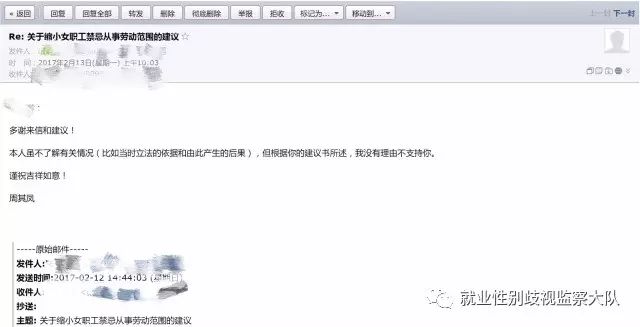 « 返回 回复 回复全部 转发 删除 彻底删除 举报 拒收 标记为... 移动到... 上一封 下一封
Re: 关于缩小女职工禁忌从事劳动范围的建议
发件人:
时 间: 2017年2月13日(星期一) 上午10:03
收件人:
:
多谢来信和建议！
本人虽不了解有关情况（比如当时立法的依据和由此产生的后果），但根据你的建议书所述，我没有理由不支持你。
谨祝吉祥如意！
周其凤
-----原始邮件-----
发件人:
发送时间:2017-02-12 14:44:03 (星期日)
收件人:
抄送:
主题: 关于缩小女职工禁忌从事劳动范围的建议
就业性别歧视监察大队